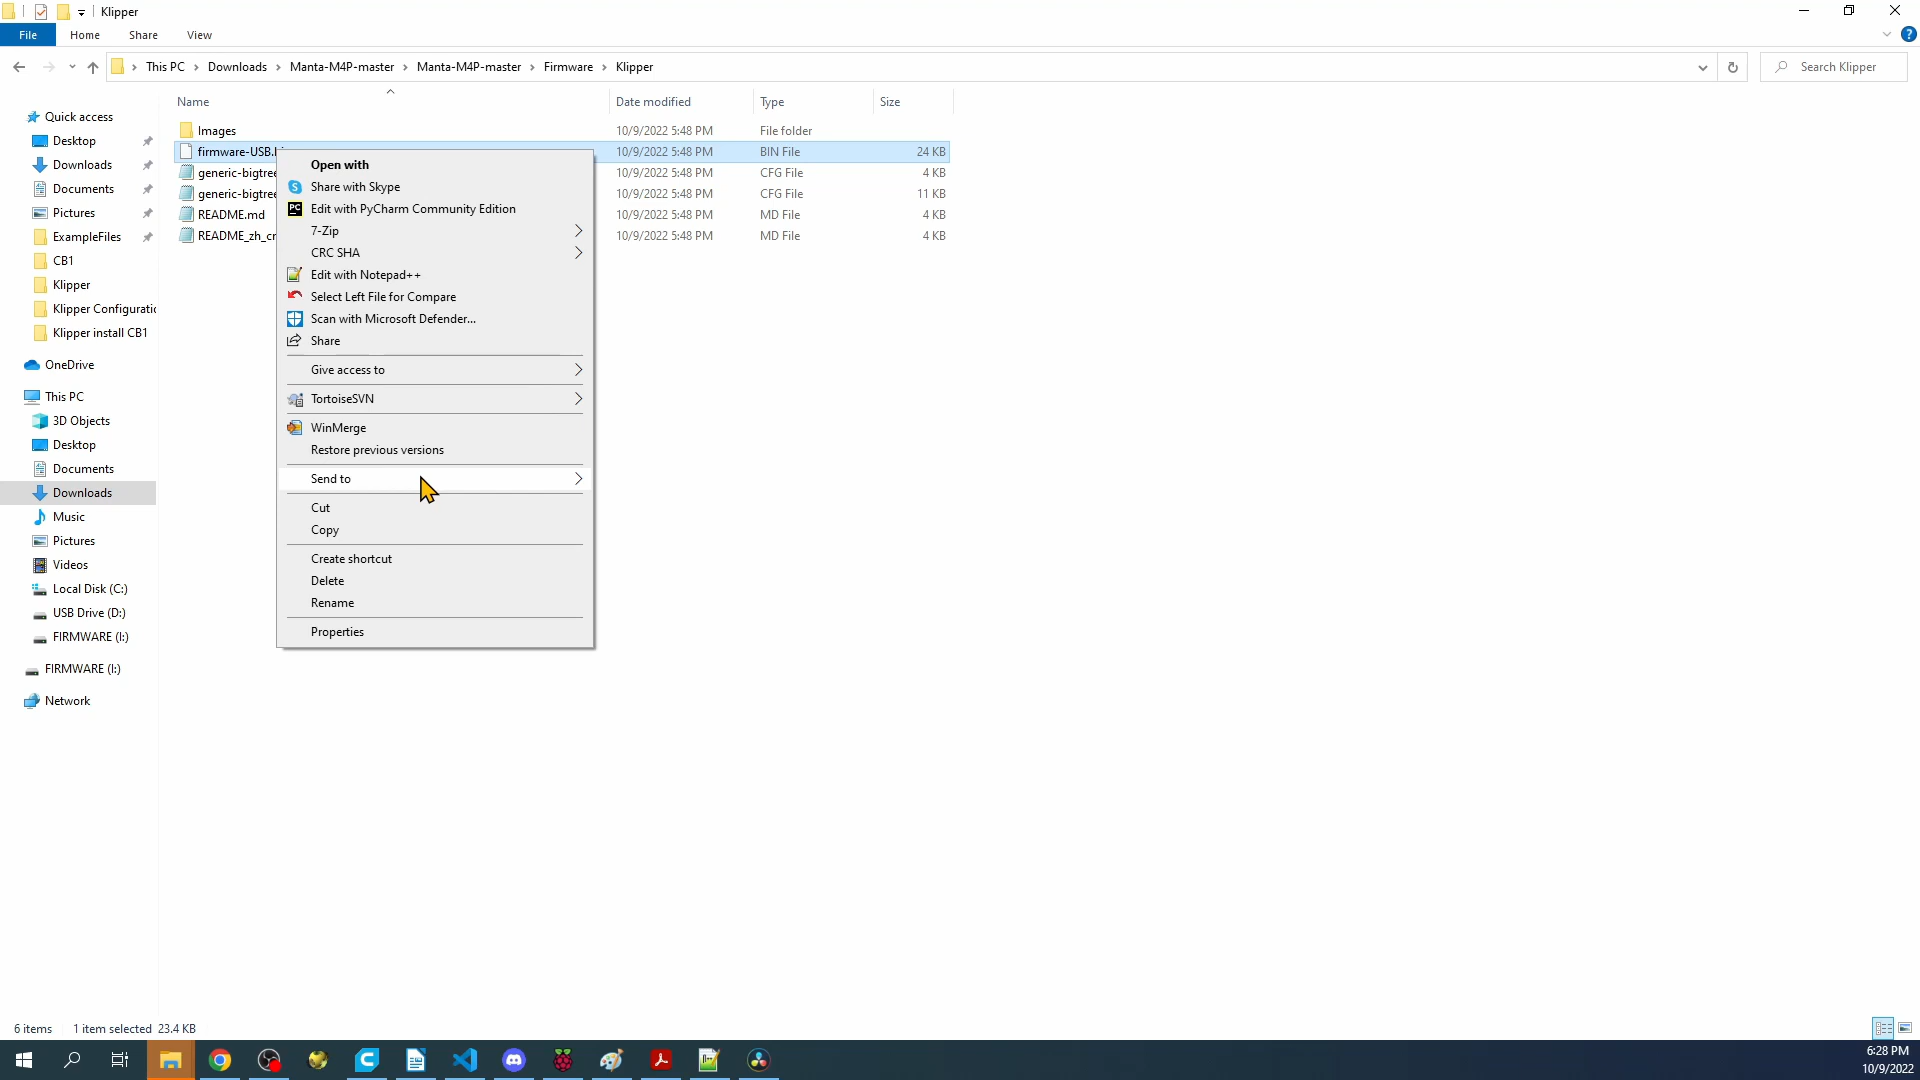 Klipper
File Home Share View
This PC Downloads Manta-M4P-master Manta-M4P-master Firmware Klipper
Search Klipper
Name Date modified Type Size
Quick access
Desktop
Downloads
Documents
Pictures
ExampleFiles
CB1
Klipper
Klipper Configuratio
Klipper install CB1
OneDrive
This PC
3D Objects
Desktop
Documents
Downloads
Music
Pictures
Videos
Local Disk (C:)
USB Drive (D:)
FIRMWARE (I:)
FIRMWARE (I:)
Network
Images 10/9/2022 5:48 PM File folder
firmware-USB. 10/9/2022 5:48 PM BIN File 24 KB
generic-bigtree 10/9/2022 5:48 PM CFG File 4 KB
generic-bigtree 10/9/2022 5:48 PM CFG File 11 KB
README.md 10/9/2022 5:48 PM MD File 4 KB
README_zh_cn 10/9/2022 5:48 PM MD File 4 KB
Open with
Share with Skype
Edit with PyCharm Community Edition
7-Zip
CRC SHA
Edit with Notepad++
Select Left File for Compare
Scan with Microsoft Defender...
Share
Give access to
TortoiseSVN
WinMerge
Restore previous versions
Send to
Cut
Copy
Create shortcut
Delete
Rename
Properties
6 items 1 item selected 23.4 KB
6:28 PM
10/9/2022